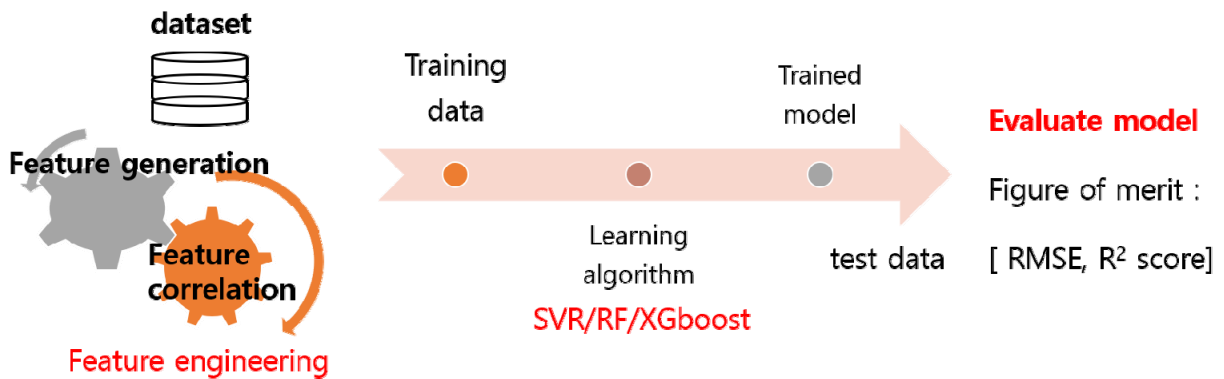 dataset
Feature generation
Feature
correlation
Feature engineering
Training
data
Learning
algorithm
SVR/RF/XGboost
Trained
model
test data
Evaluate model
Figure of merit :
[ RMSE, R² score]